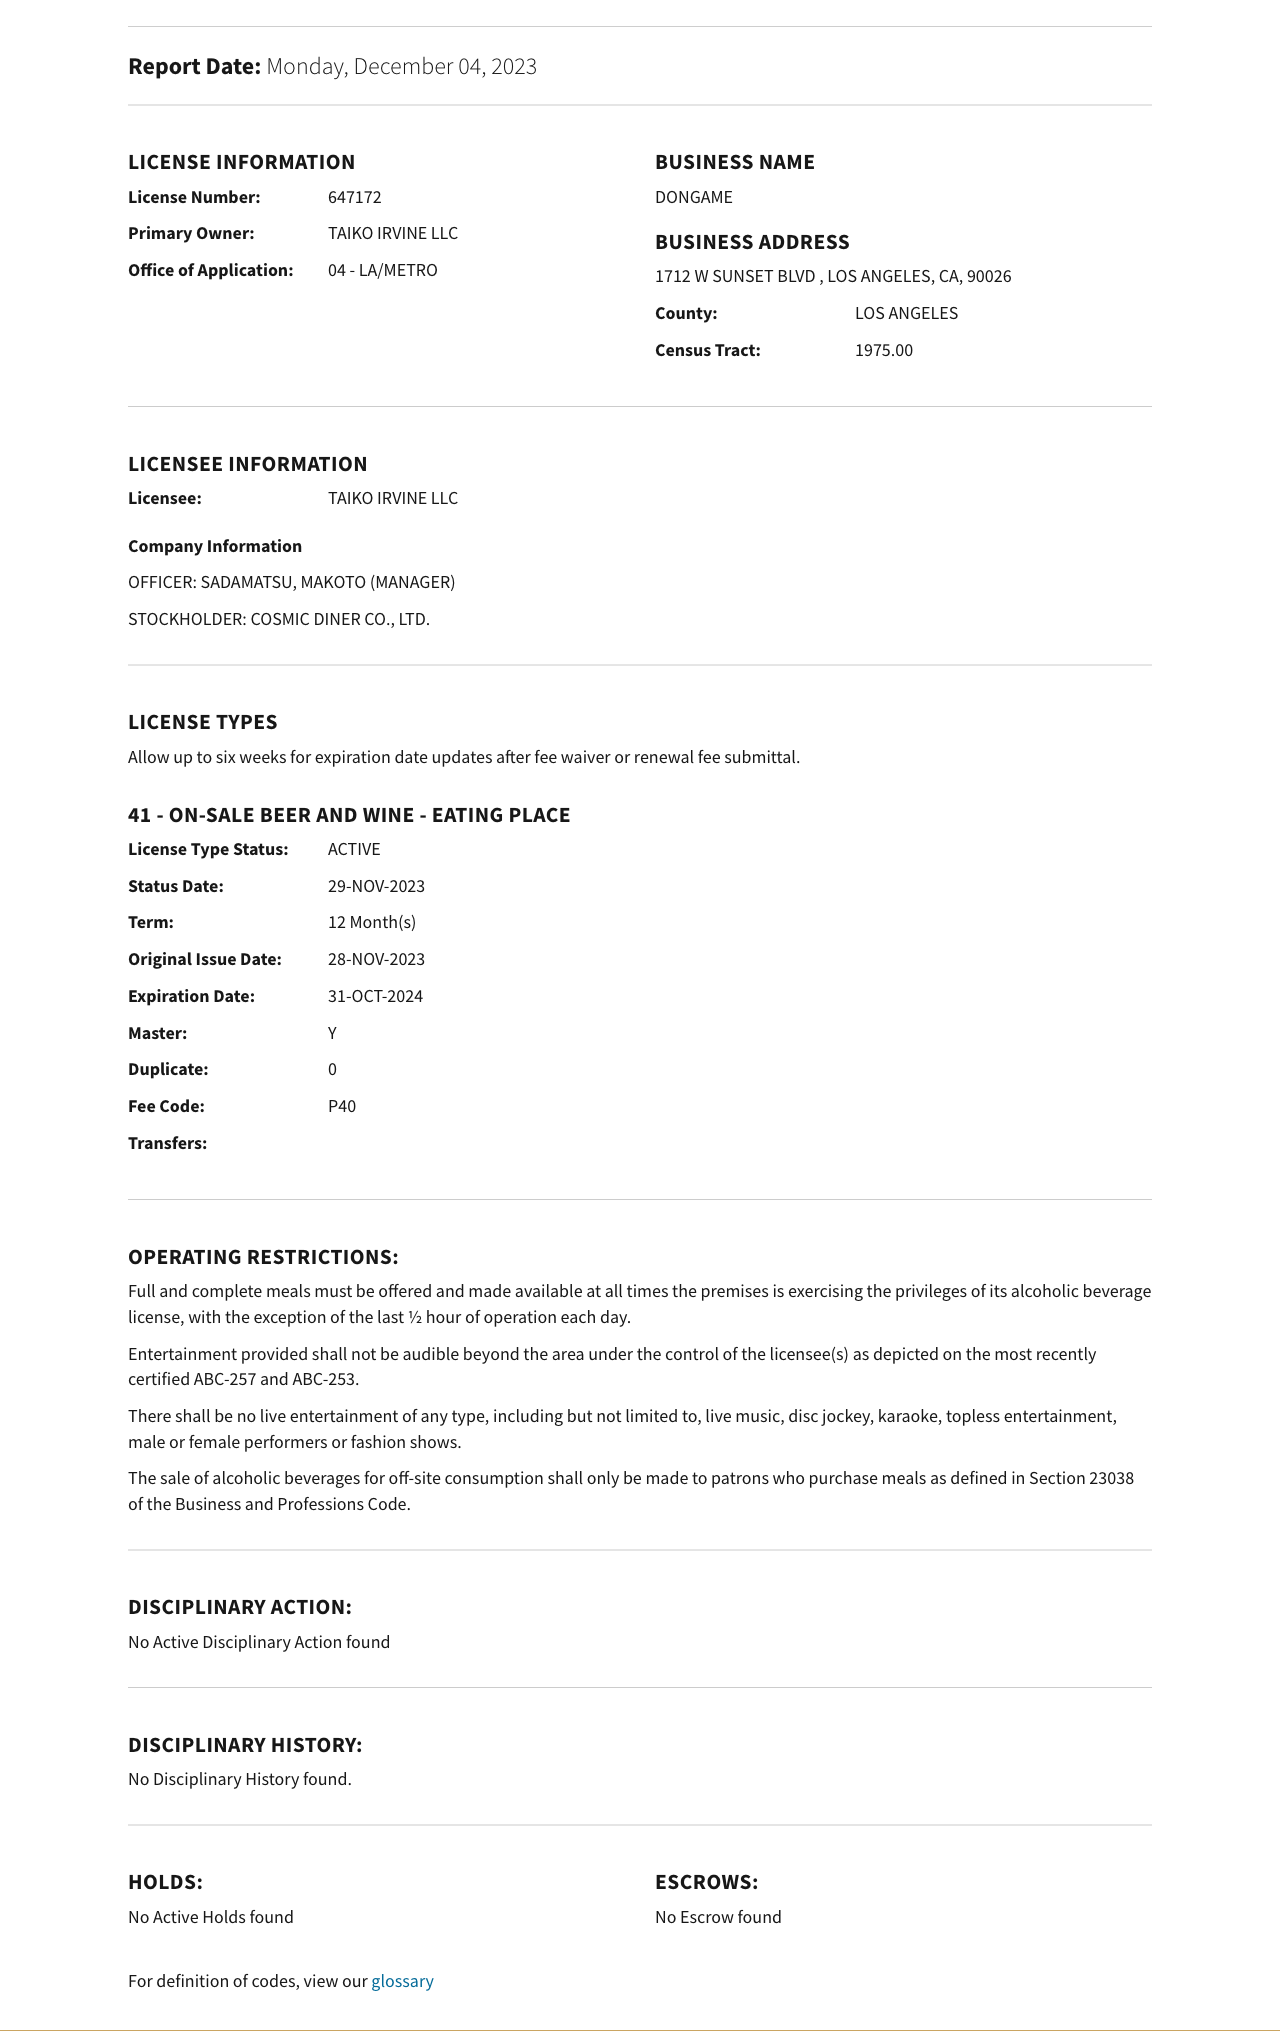 Report Date: Monday, December 04, 2023
LICENSE INFORMATION
License Number: 647172
Primary Owner: TAIKO IRVINE LLC
Office of Application: 04 - LA/METRO
BUSINESS NAME
DONGAME
BUSINESS ADDRESS
1712 W SUNSET BLVD , LOS ANGELES, CA, 90026
County: LOS ANGELES
Census Tract: 1975.00
LICENSEE INFORMATION
Licensee: TAIKO IRVINE LLC
Company Information
OFFICER: SADAMATSU, MAKOTO (MANAGER)
STOCKHOLDER: COSMIC DINER CO., LTD.
LICENSE TYPES
Allow up to six weeks for expiration date updates after fee waiver or renewal fee submittal.
41 - ON-SALE BEER AND WINE - EATING PLACE
License Type Status: ACTIVE
Status Date: 29-NOV-2023
Term: 12 Month(s)
Original Issue Date: 28-NOV-2023
Expiration Date: 31-OCT-2024
Master: Y
Duplicate: 0
Fee Code: P40
Transfers:
OPERATING RESTRICTIONS:
Full and complete meals must be offered and made available at all times the premises is exercising the privileges of its alcoholic beverage
license, with the exception of the last ½ hour of operation each day.
Entertainment provided shall not be audible beyond the area under the control of the licensee(s) as depicted on the most recently
certified ABC-257 and ABC-253.
There shall be no live entertainment of any type, including but not limited to, live music, disc jockey, karaoke, topless entertainment,
male or female performers or fashion shows.
The sale of alcoholic beverages for off-site consumption shall only be made to patrons who purchase meals as defined in Section 23038
of the Business and Professions Code.
DISCIPLINARY ACTION:
No Active Disciplinary Action found
DISCIPLINARY HISTORY:
No Disciplinary History found.
HOLDS:
No Active Holds found
ESCROWS:
No Escrow found
For definition of codes, view our glossary